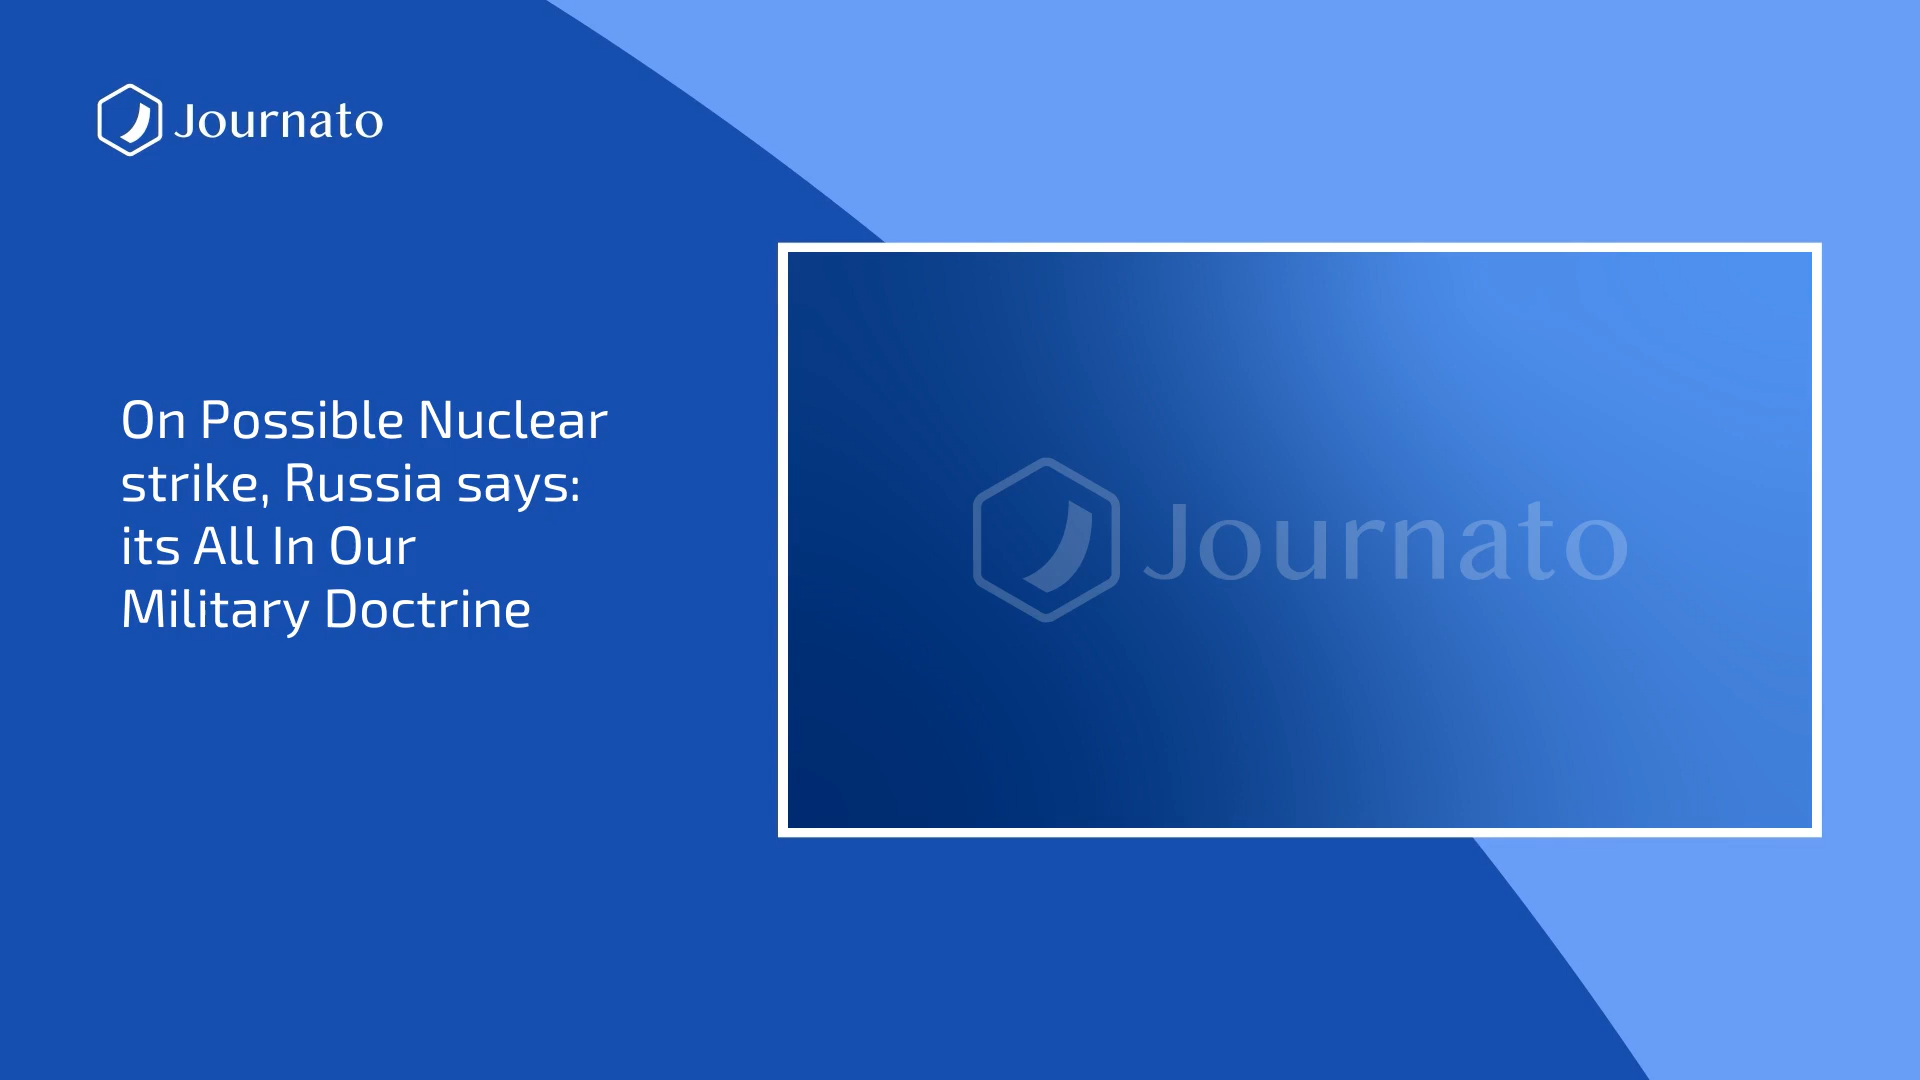 Journato
On Possible Nuclear
strike, Russia says:
its All In Our
Military Doctrine
Journato